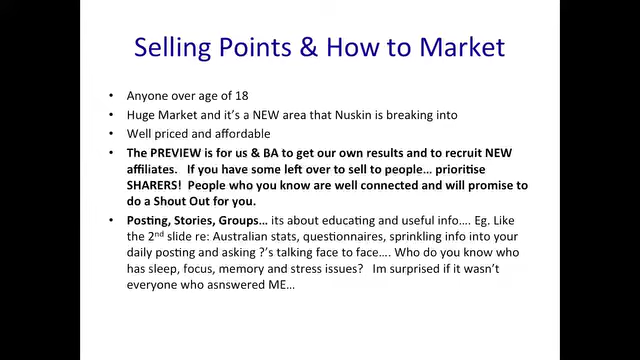 Selling Points & How to Market
• Anyone over age of 18
• Huge Market and it's a NEW area that Nuskin is breaking into
• Well priced and affordable
• The PREVIEW is for us & BA to get our own results and to recruit NEW
affiliates. If you have some left over to sell to people… prioritise
SHARERS! People who you know are well connected and will promise to
do a Shout Out for you.
• Posting, Stories, Groups… its about educating and useful info…. Eg. Like
the 2nd slide re: Australian stats, questionnaires, sprinkling info into your
daily posting and asking ?'s talking face to face…. Who do you know who
has sleep, focus, memory and stress issues? Im surprised if it wasn't
everyone who asnswered ME…